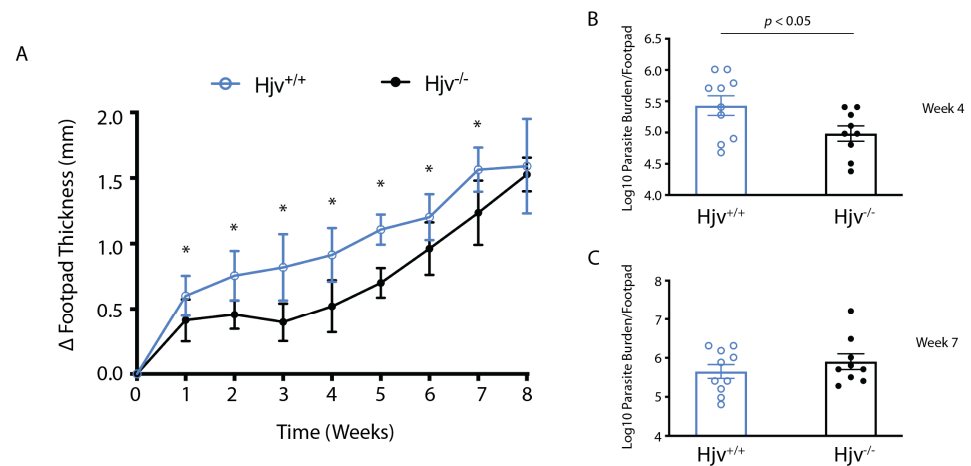 A
Hjv+/+
Hjv-/-
Δ Footpad Thickness (mm)
2.0
1.5
1.0
0.5
0.0
* * * * * * *
0 1 2 3 4 5 6 7 8
Time (Weeks)
B
p < 0.05
Log10 Parasite Burden/Footpad
6.5
6.0
5.5
5.0
4.5
4.0
Hjv+/+ Hjv-/-
Week 4
C
Log10 Parasite Burden/Footpad
8
7
6
5
4
Hjv+/+ Hjv-/-
Week 7